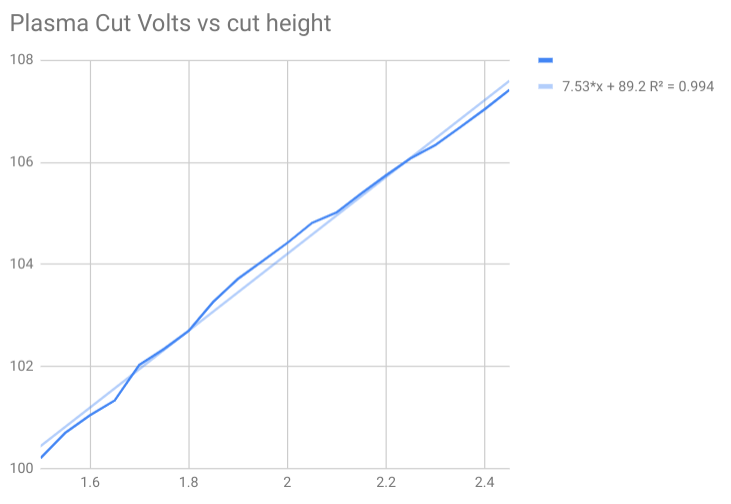 Plasma Cut Volts vs cut height
108
7.53*x + 89.2 R² = 0.994
106
104
102
100
1.6 1.8 2 2.2 2.4